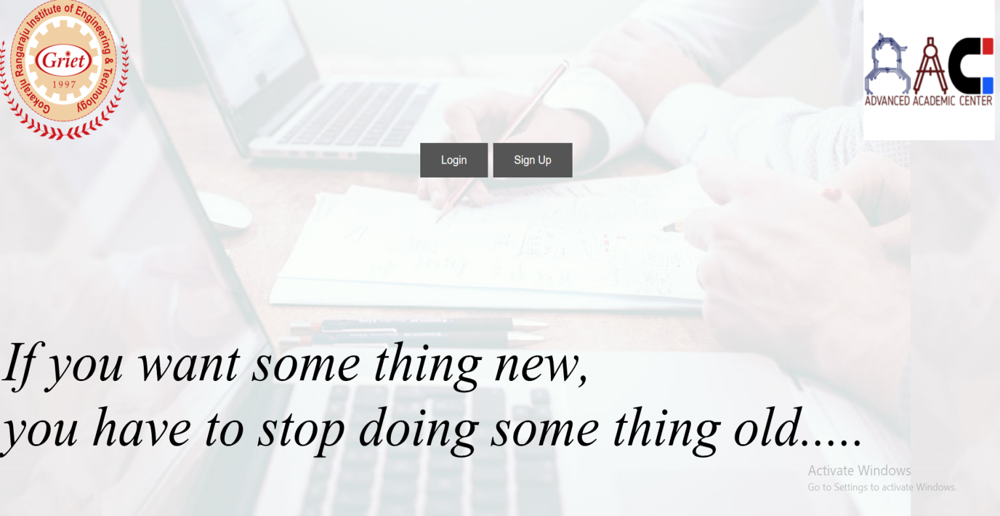 Gokaraju Rangaraju Institute of Engineering & Technology
Griet
1997
AAC
ADVANCED ACADEMIC CENTER
Login
Sign Up
If you want some thing new,
you have to stop doing some thing old.....
Activate Windows
Go to Settings to activate Windows.